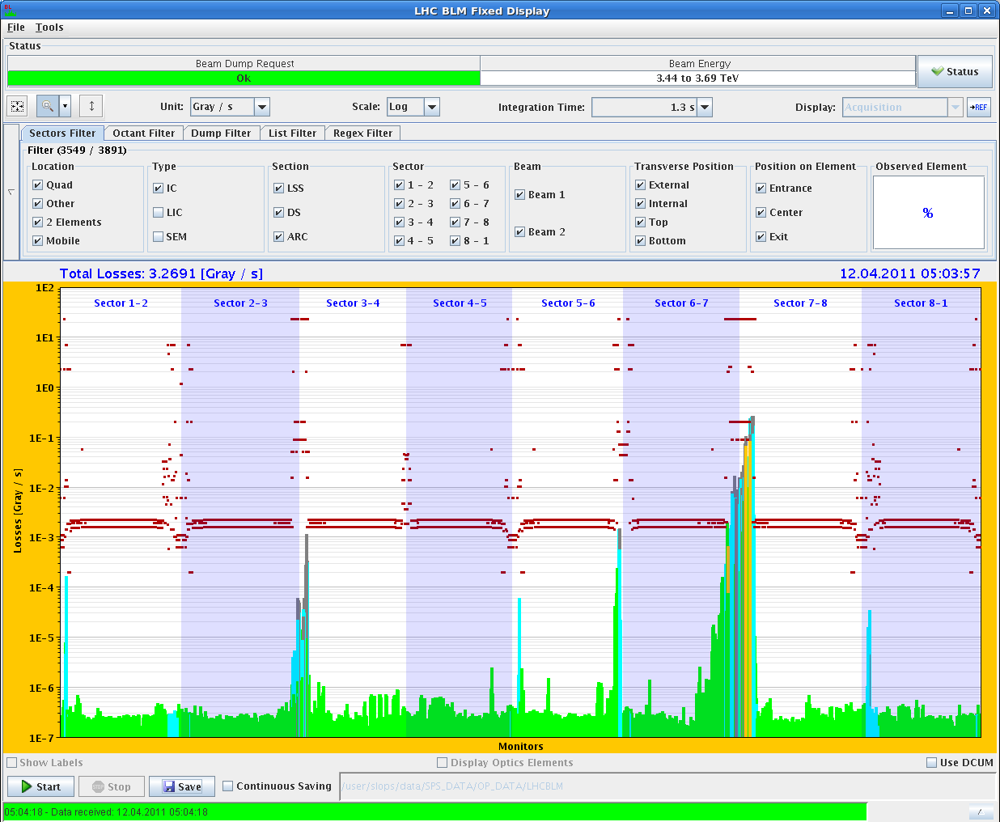 BL
LHC BLM Fixed Display
File Tools
Status
Beam Dump Request Beam Energy
Ok 3.44 to 3.69 TeV
Status
Unit: Gray / s Scale: Log Integration Time: 1.3 s Display: Acquisition REF
Sectors Filter Octant Filter Dump Filter List Filter Regex Filter
Filter (3549 / 3891)
Location Type Section Sector Beam Transverse Position Position on Element Observed Element
Quad IC LSS 1 - 2 5 - 6 Beam 1 External Entrance
Other LIC DS 2 - 3 6 - 7 Internal Center %
2 Elements SEM ARC 3 - 4 7 - 8 Beam 2 Top Exit
Mobile 4 - 5 8 - 1 Bottom
Total Losses: 3.2691 [Gray / s] 12.04.2011 05:03:57
1E2
Sector 1-2 Sector 2-3 Sector 3-4 Sector 4-5 Sector 5-6 Sector 6-7 Sector 7-8 Sector 8-1
1E1
1E0
1E-1
1E-2
1E-3
1E-4
1E-5
1E-6
1E-7
Losses [Gray / s]
Monitors
Show Labels Display Optics Elements Use DCUM
Start Stop Save Continuous Saving /user/slops/data/SPS_DATA/OP_DATA/LHCBLM
05:04:18 - Data received: 12.04.2011 05:04:18